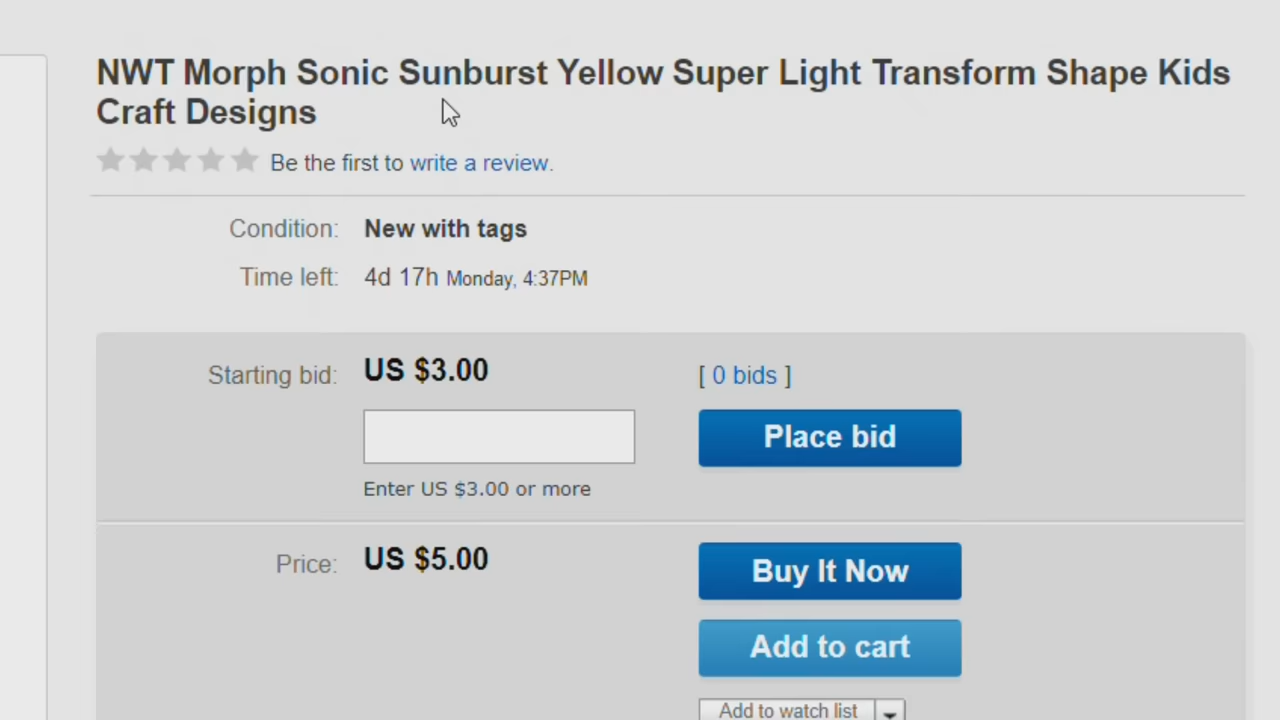 NWT Morph Sonic Sunburst Yellow Super Light Transform Shape Kids
Craft Designs
Be the first to write a review.
Condition: New with tags
Time left: 4d 17h Monday, 4:37PM
Starting bid: US $3.00 [ 0 bids ]
Place bid
Enter US $3.00 or more
Price: US $5.00 Buy It Now
Add to cart
Add to watch list